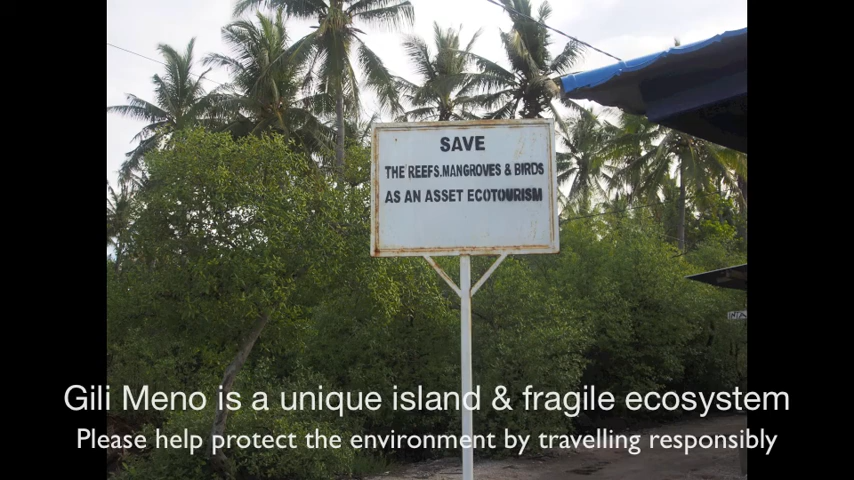 SAVE
THE REEFS.MANGROVES & BIRDS
AS AN ASSET ECOTOURISM
Gili Meno is a unique island & fragile ecosystem
Please help protect the environment by travelling responsibly